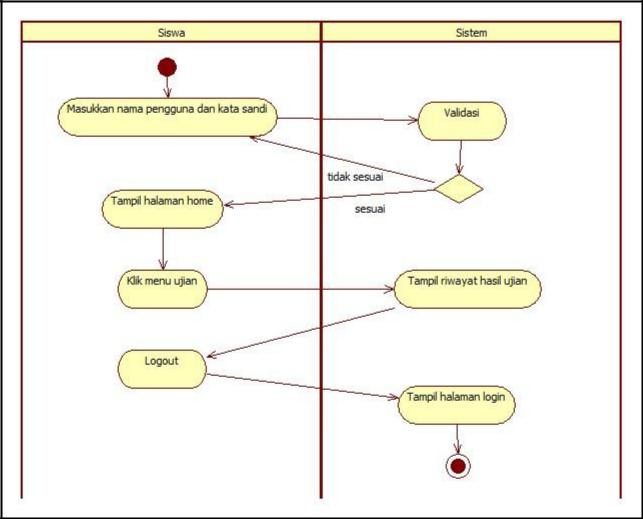 Siswa
Sistem
Masukkan nama pengguna dan kata sandi
Validasi
tidak sesuai
sesuai
Tampil halaman home
Klik menu ujian
Tampil riwayat hasil ujian
Logout
Tampil halaman login